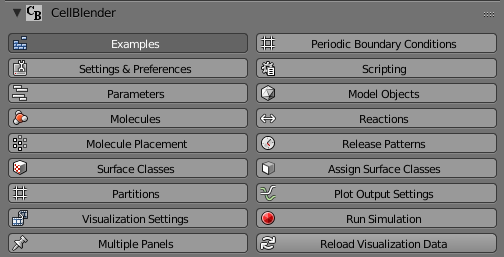 CB CellBlender
Examples
Periodic Boundary Conditions
Settings & Preferences
Scripting
Parameters
Model Objects
Molecules
Reactions
Molecule Placement
Release Patterns
Surface Classes
Assign Surface Classes
Partitions
Plot Output Settings
Visualization Settings
Run Simulation
Multiple Panels
Reload Visualization Data